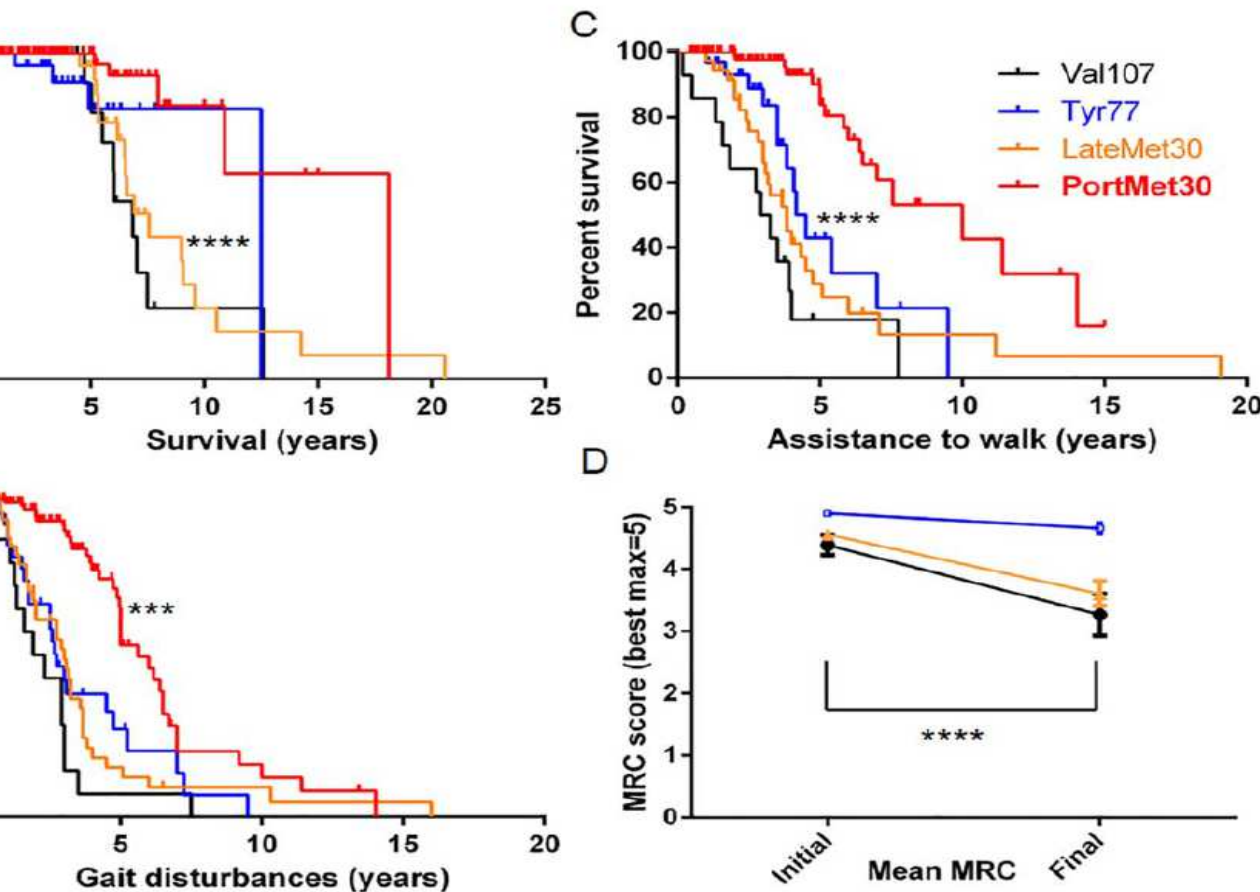 C
100
80
60
40
20
0
Percent survival
Val107
Tyr77
LateMet30
PortMet30
****
****
5 10 15 20 25
Survival (years)
0 5 10 15 20
Assistance to walk (years)
D
***
5 10 15 20
Gait disturbances (years)
5
4
3
2
1
0
MRC score (best max=5)
****
Initial
Final
Mean MRC